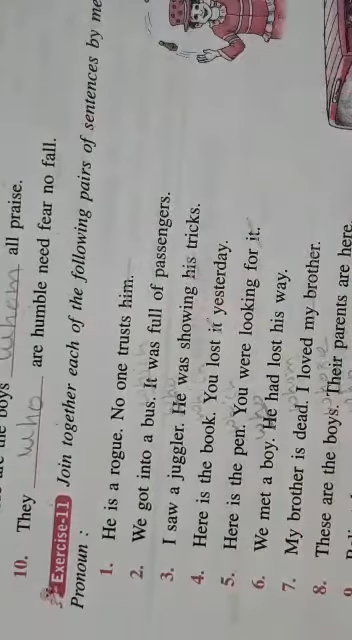 are the boys whom all praise.
10. They who are humble need fear no fall.
Exercise-11 Join together each of the following pairs of sentences by me
Pronoun :
1. He is a rogue. No one trusts him.
2. We got into a bus. It was full of passengers.
3. I saw a juggler. He was showing his tricks.
4. Here is the book. You lost it yesterday.
5. Here is the pen. You were looking for it.
6. We met a boy. He had lost his way.
who
7. My brother is dead. I loved my brother.
whom
8. These are the boys. Their parents are here.
whose
9